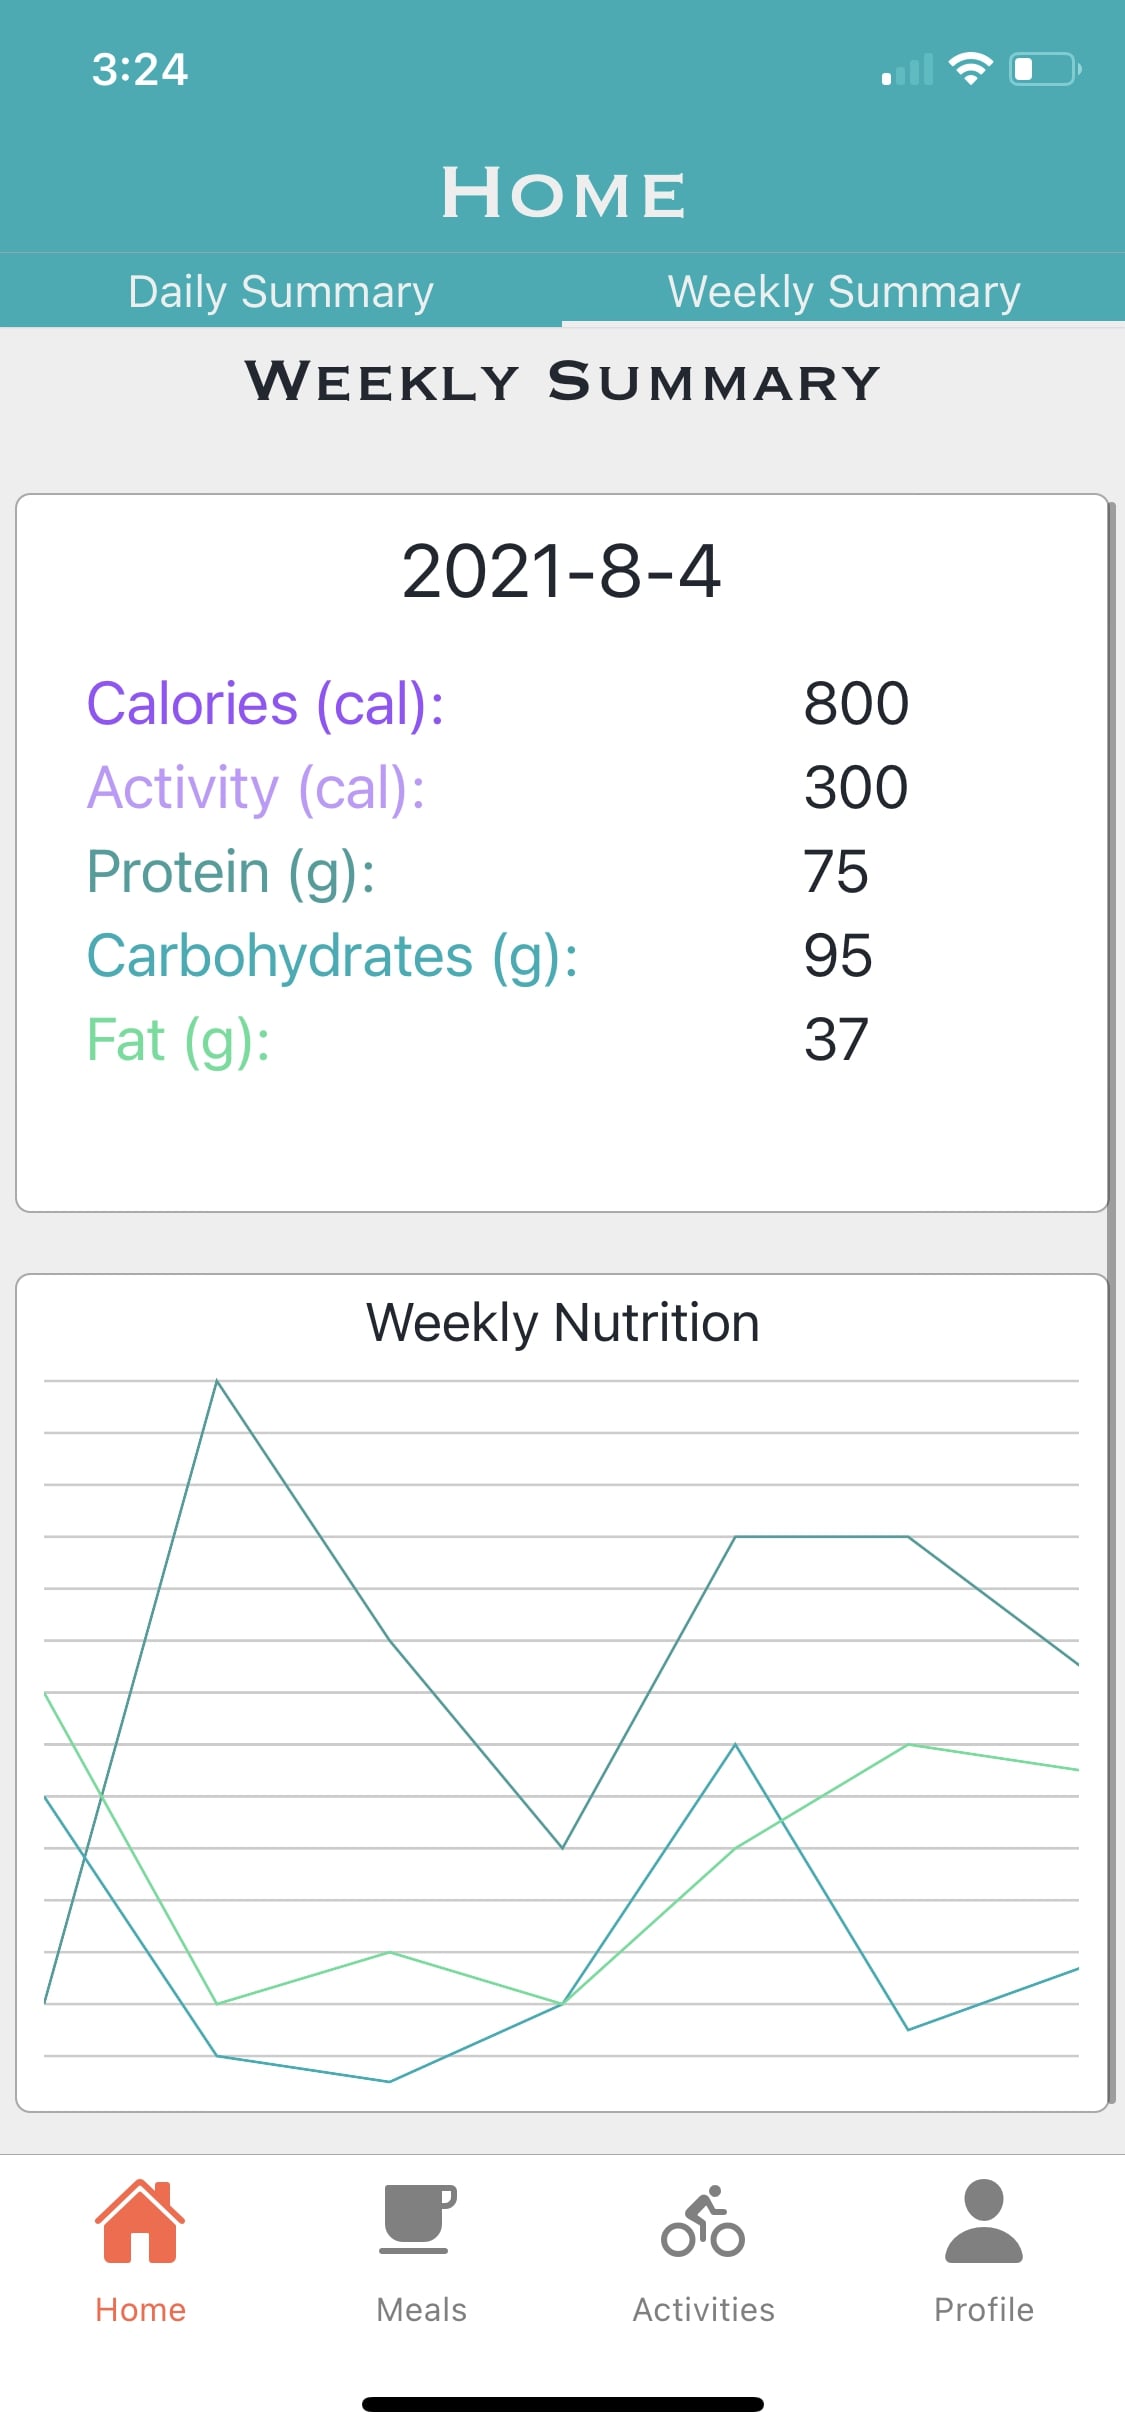 3:24
Home
Daily Summary
Weekly Summary
Weekly Summary
2021-8-4
Calories (cal): 800
Activity (cal): 300
Protein (g): 75
Carbohydrates (g): 95
Fat (g): 37
Weekly Nutrition
Home
Meals
Activities
Profile